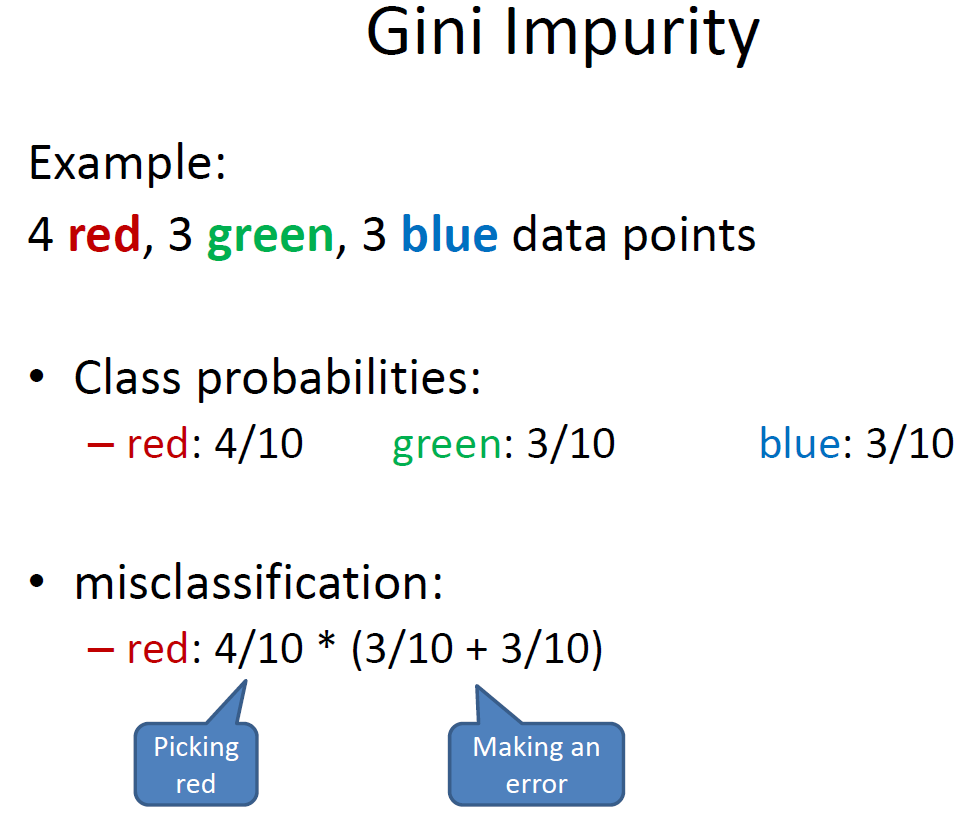 Gini Impurity
Example:
4 red, 3 green, 3 blue data points
• Class probabilities:
– red: 4/10 green: 3/10 blue: 3/10
• misclassification:
– red: 4/10 * (3/10 + 3/10)
Picking
red
Making an
error